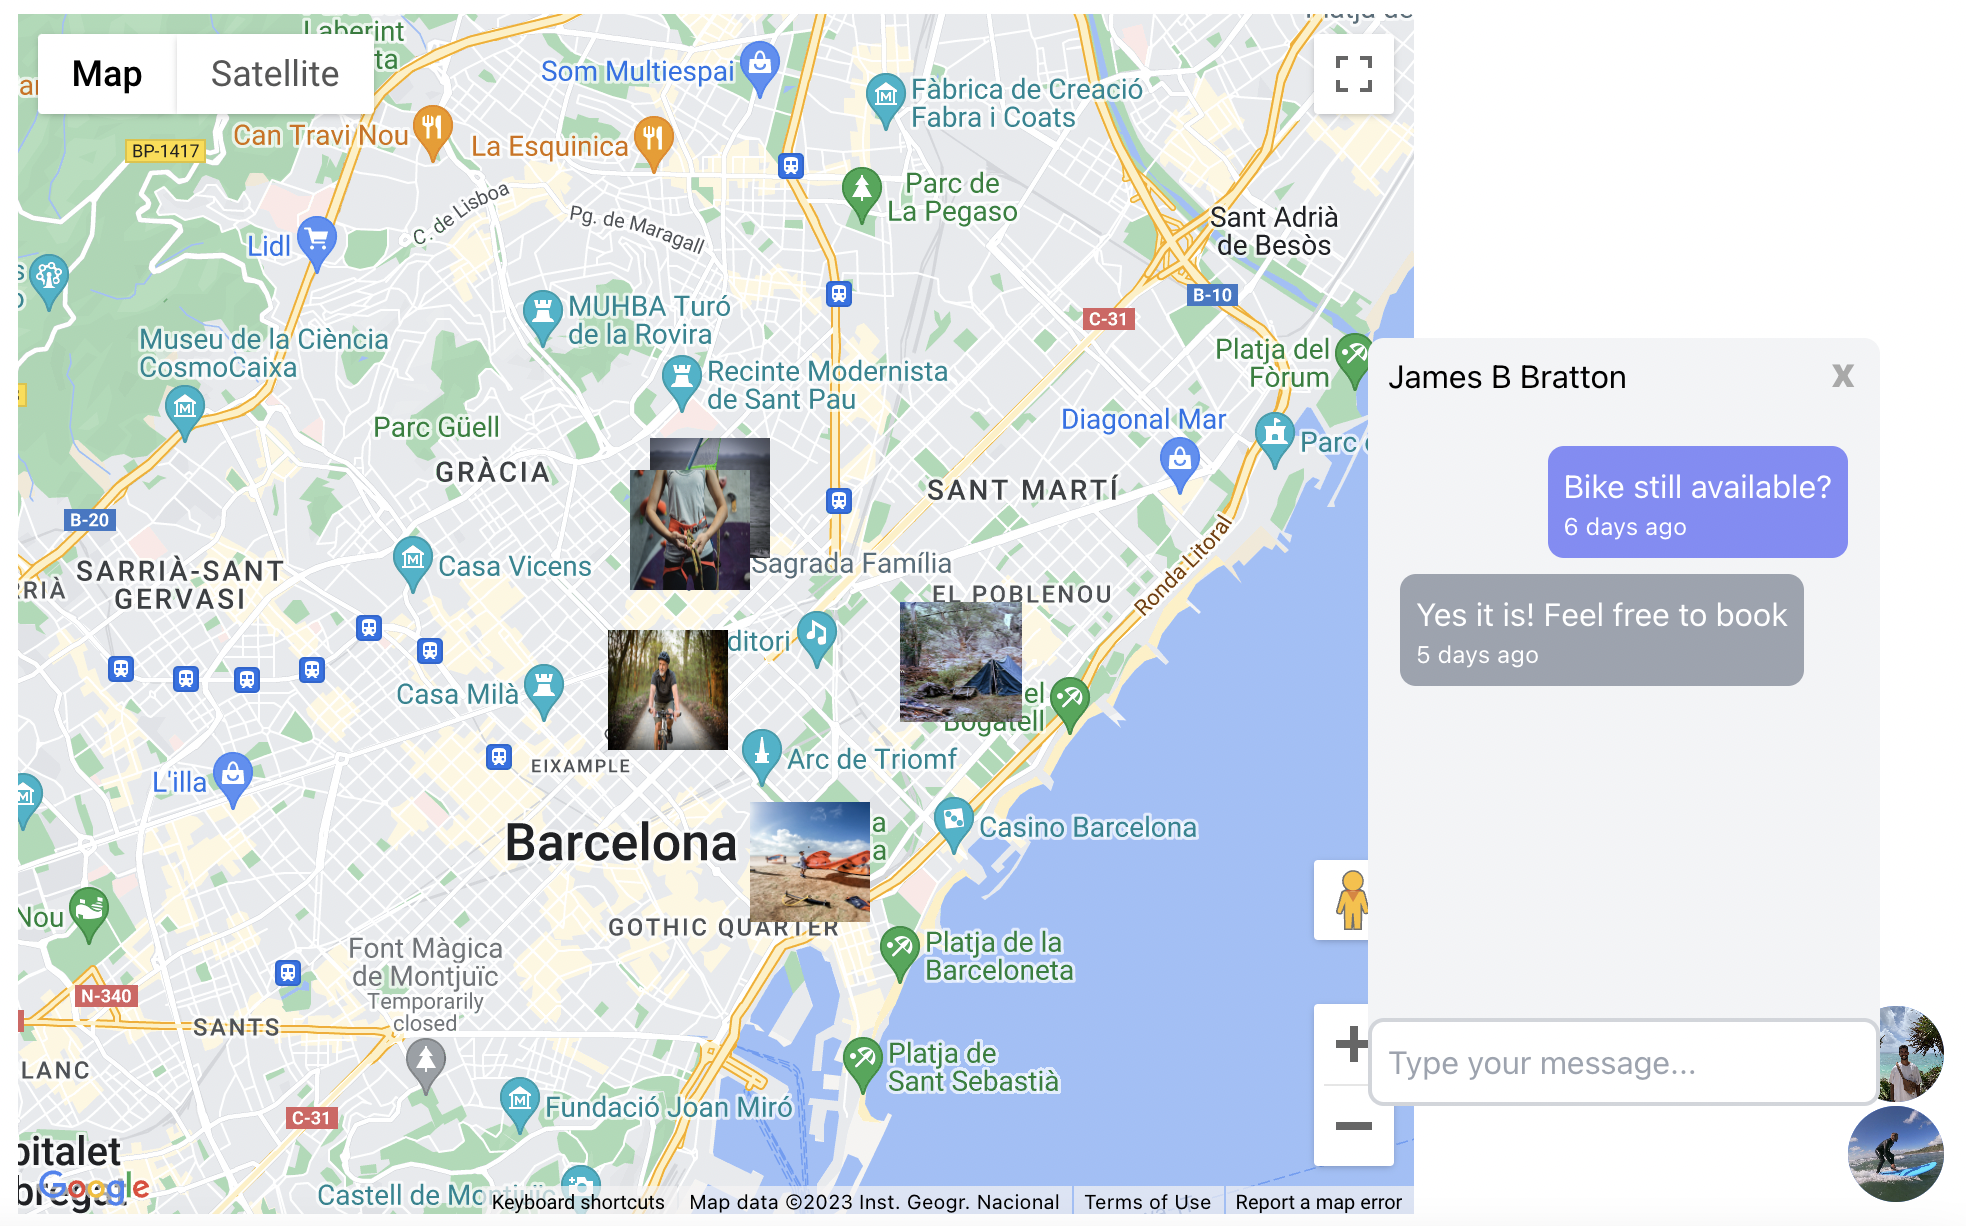 Laberint
ta
Map
Satellite
Som Multiespai
Fàbrica de Creació
Fabra i Coats
Can Travi Nou
La Esquinica
BP-1417
Parc de
La Pegaso
C. de Lisboa
Pg. de Maragall
Sant Adrià
de Besòs
Lidl
B-10
C-31
MUHBA Turó
de la Rovira
Museu de la Ciència
CosmoCaixa
Platja del
Fòrum
Recinte Modernista
de Sant Pau
Parc Güell
GRÀCIA
Diagonal Mar
Parc
SANT MARTÍ
B-20
Sagrada Família
Casa Vicens
SARRIÀ-SANT
GERVASI
RIÀ
EL POBLENOU
Ronda Litoral
ditori
Casa Milà
el
Bogatell
Arc de Triomf
EIXAMPLE
L'illa
Barcelona
a
a
Casino Barcelona
Nou
GOTHIC QUARTER
Font Màgica
de Montjuïc
Temporarily
closed
Platja de la
Barceloneta
N-340
SANTS
LANC
Platja de
Sant Sebastià
C-31
Fundació Joan Miró
pitalet
Google
Castell de Montjuïc
Keyboard shortcuts
Map data ©2023 Inst. Geogr. Nacional
Terms of Use
Report a map error
James B Bratton
X
Bike still available?
6 days ago
Yes it is! Feel free to book
5 days ago
Type your message...